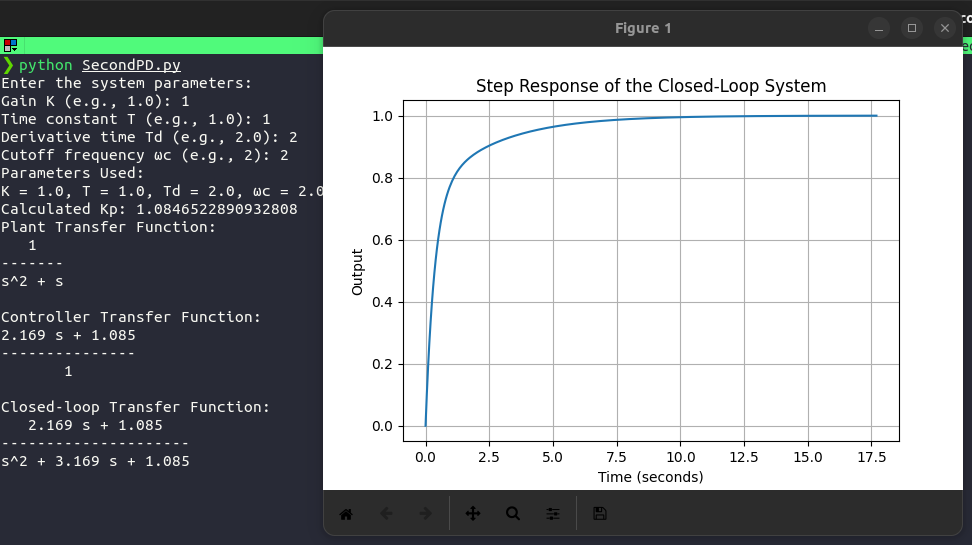 ❯ python SecondPD.py
Enter the system parameters:
Gain K (e.g., 1.0): 1
Time constant T (e.g., 1.0): 1
Derivative time Td (e.g., 2.0): 2
Cutoff frequency ωc (e.g., 2): 2
Parameters Used:
K = 1.0, T = 1.0, Td = 2.0, ωc = 2.0
Calculated Kp: 1.0846522890932808
Plant Transfer Function:
1
-------
s^2 + s
Controller Transfer Function:
2.169 s + 1.085
---------------
1
Closed-loop Transfer Function:
2.169 s + 1.085
---------------------
s^2 + 3.169 s + 1.085
Figure 1
Step Response of the Closed-Loop System
1.0
0.8
0.6
0.4
0.2
0.0
Output
0.0 2.5 5.0 7.5 10.0 12.5 15.0 17.5
Time (seconds)